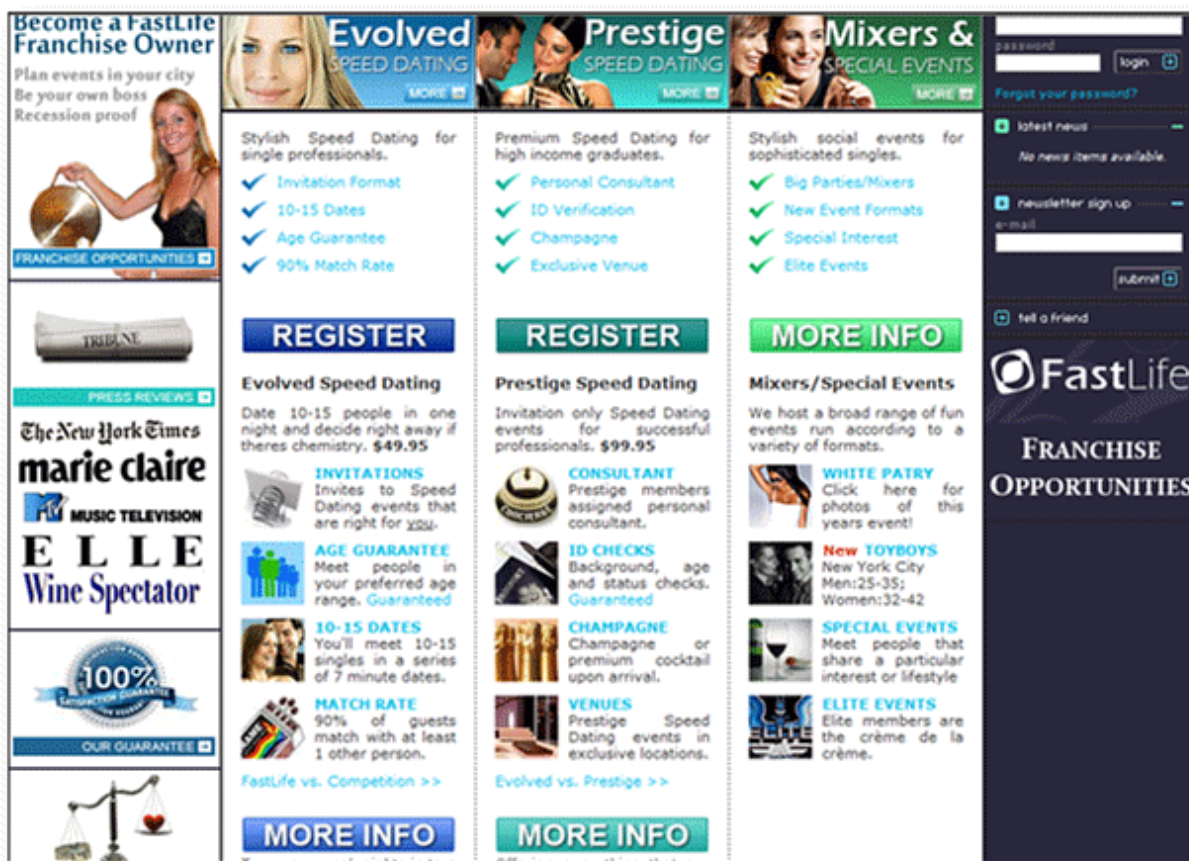 Become a FastLife
Franchise Owner
Plan events in your city
Be your own boss
Recession proof
FRANCHISE OPPORTUNITIES
TRIBUNE
PRESS REVIEWS
The New York Times
marie claire
MTV MUSIC TELEVISION
ELLE
Wine Spectator
100%
SATISFACTION GUARANTEE
OUR GUARANTEE
Evolved
SPEED DATING
MORE
Stylish Speed Dating for
single professionals.
Invitation Format
10-15 Dates
Age Guarantee
90% Match Rate
REGISTER
Evolved Speed Dating
Date 10-15 people in one
night and decide right away if
theres chemistry. $49.95
INVITATIONS
Invites to Speed
Dating events that
are right for you.
AGE GUARANTEE
Meet people in
your preferred age
range. Guaranteed
10-15 DATES
You'll meet 10-15
singles in a series
of 7 minute dates.
MATCH RATE
90% of guests
match with at least
1 other person.
FastLife vs. Competition >>
MORE INFO
Prestige
SPEED DATING
MORE
Premium Speed Dating for
high income graduates.
Personal Consultant
ID Verification
Champagne
Exclusive Venue
REGISTER
Prestige Speed Dating
Invitation only Speed Dating
events for successful
professionals. $99.95
CONSULTANT
Prestige members
assigned personal
consultant.
ID CHECKS
Background, age
and status checks.
Guaranteed
CHAMPAGNE
Champagne or
premium cocktail
upon arrival.
VENUES
Prestige Speed
Dating events in
exclusive locations.
Evolved vs. Prestige >>
MORE INFO
Mixers &
SPECIAL EVENTS
MORE
Stylish social events for
sophisticated singles.
Big Parties/Mixers
New Event Formats
Special Interest
Elite Events
MORE INFO
Mixers/Special Events
We host a broad range of fun
events run according to a
variety of formats.
WHITE PATRY
Click here for
photos of this
years event!
New TOYBOYS
New York City
Men:25-35;
Women:32-42
SPECIAL EVENTS
Meet people that
share a particular
interest or lifestyle
ELITE
ELITE EVENTS
Elite members are
the crème de la
crème.
password
login
Forgot your password?
latest news
No news items available.
newsletter sign up
e-mail
submit
tell a friend
FastLife
FRANCHISE
OPPORTUNITIES